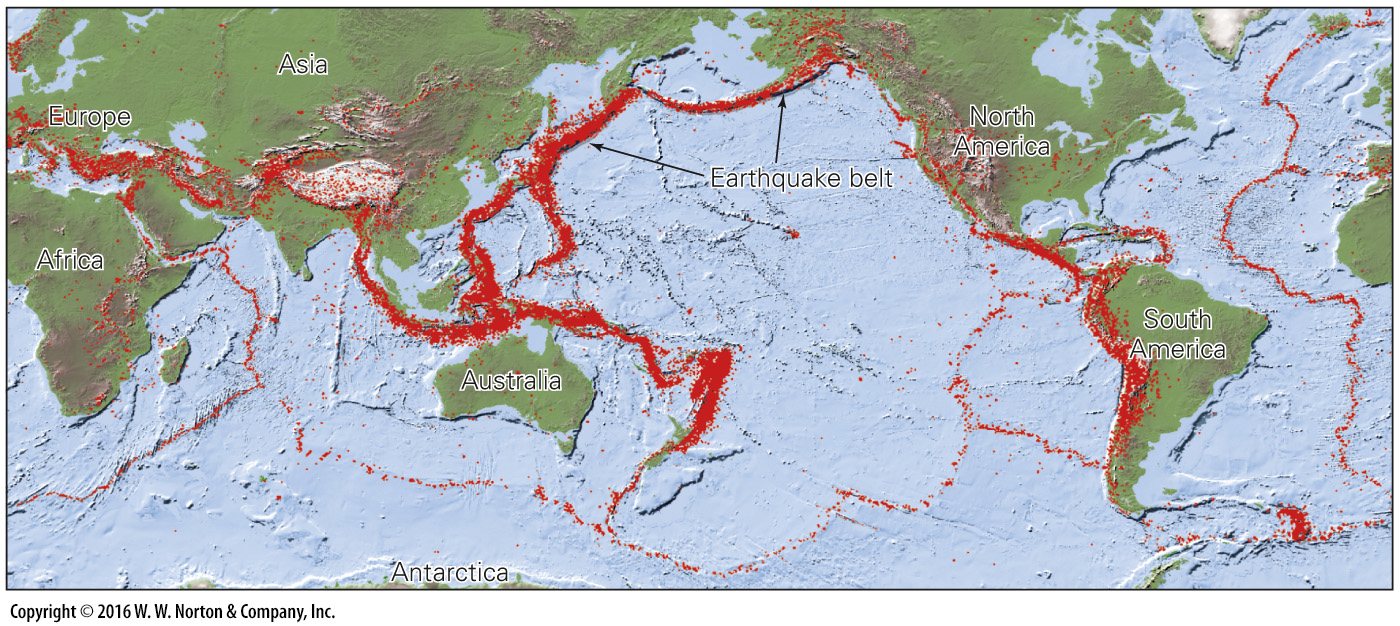 Asia
Europe
North
America
Earthquake belt
Africa
South
America
Australia
Antarctica
Copyright © 2016 W. W. Norton & Company, Inc.